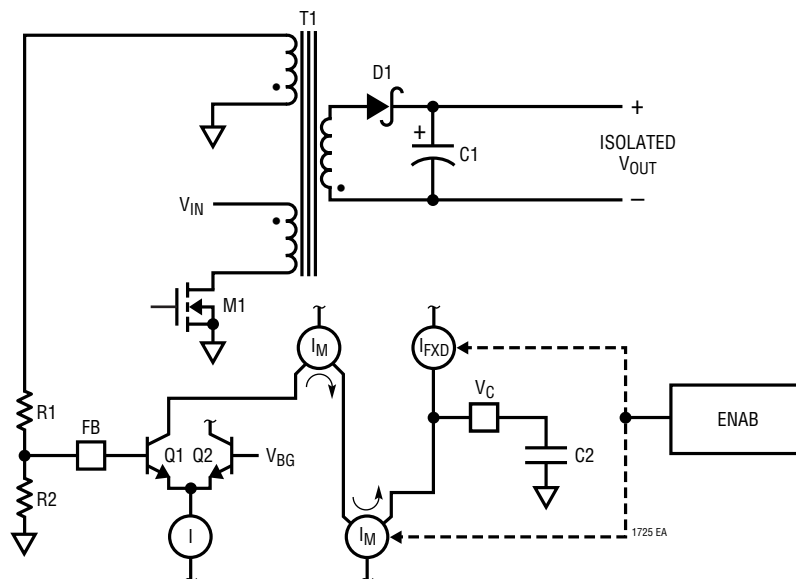 T1
D1
+
+
C1
ISOLATED
VOUT
–
VIN
M1
IM
IFXD
R1
FB
VC
ENAB
Q1
Q2
VBG
C2
R2
I
IM
1725 EA